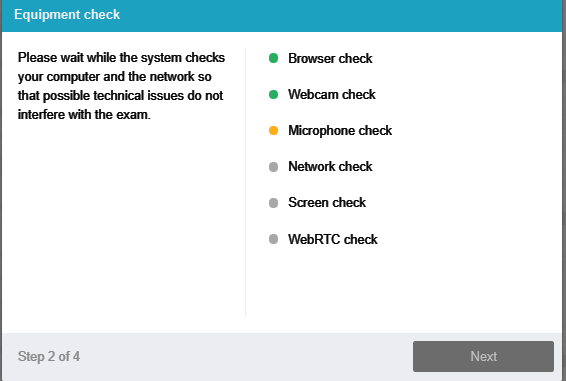 Equipment check
Please wait while the system checks
your computer and the network so
that possible technical issues do not
interfere with the exam.
Browser check
Webcam check
Microphone check
Network check
Screen check
WebRTC check
Step 2 of 4
Next